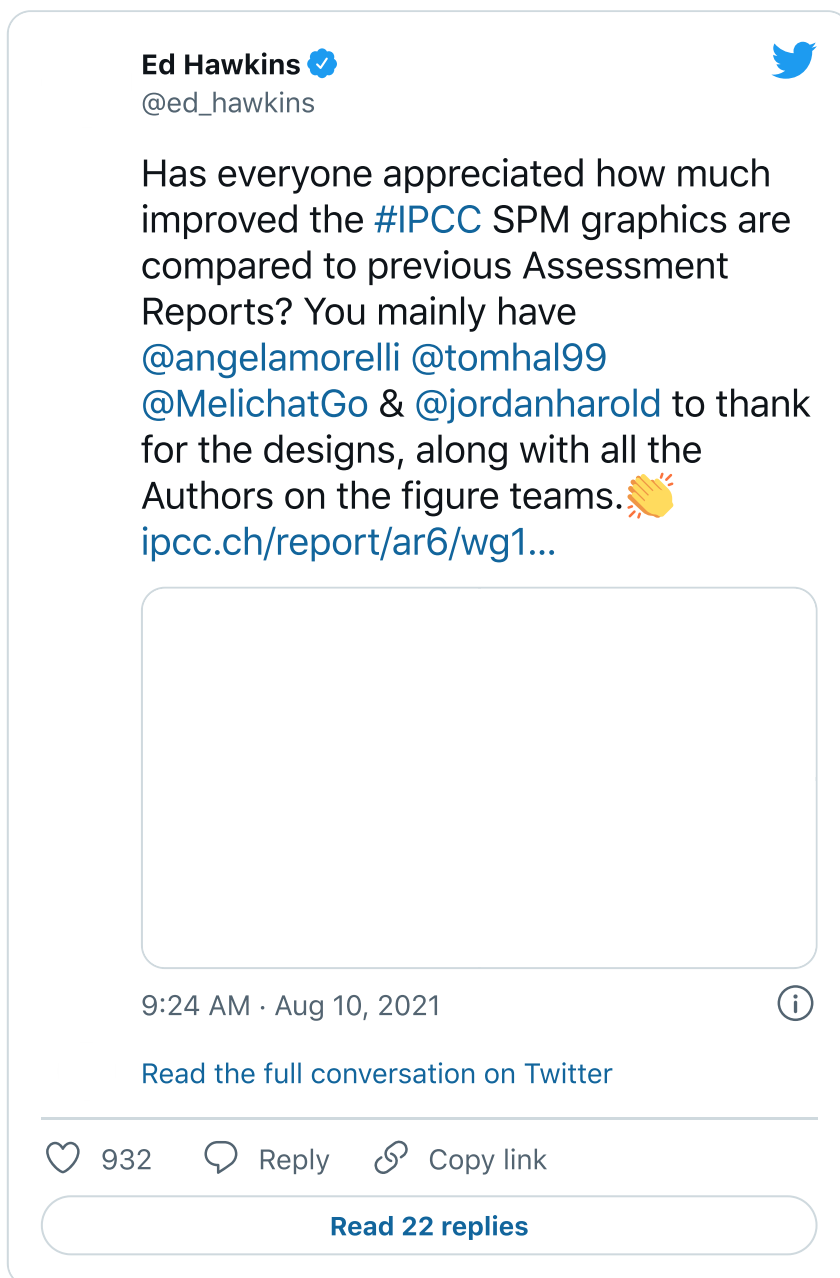 Ed Hawkins
@ed_hawkins
Has everyone appreciated how much
improved the #IPCC SPM graphics are
compared to previous Assessment
Reports? You mainly have
@angelamorelli @tomhal99
@MelichatGo & @jordanharold to thank
for the designs, along with all the
Authors on the figure teams.👏
ipcc.ch/report/ar6/wg1...
9:24 AM · Aug 10, 2021
Read the full conversation on Twitter
932 Reply Copy link
Read 22 replies